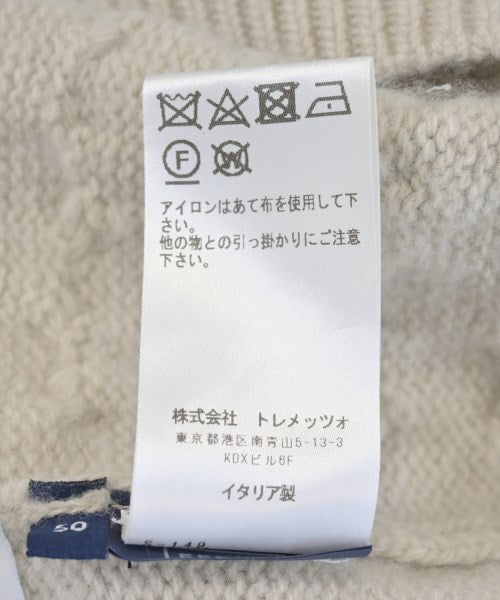 F W
アイロンはあて布を使用して下
さい。
他の物との引っ掛かりにご注意
下さい。
株式会社 トレメッツォ
東京都港区南青山5-13-3
KDXビル6F
イタリア製
50